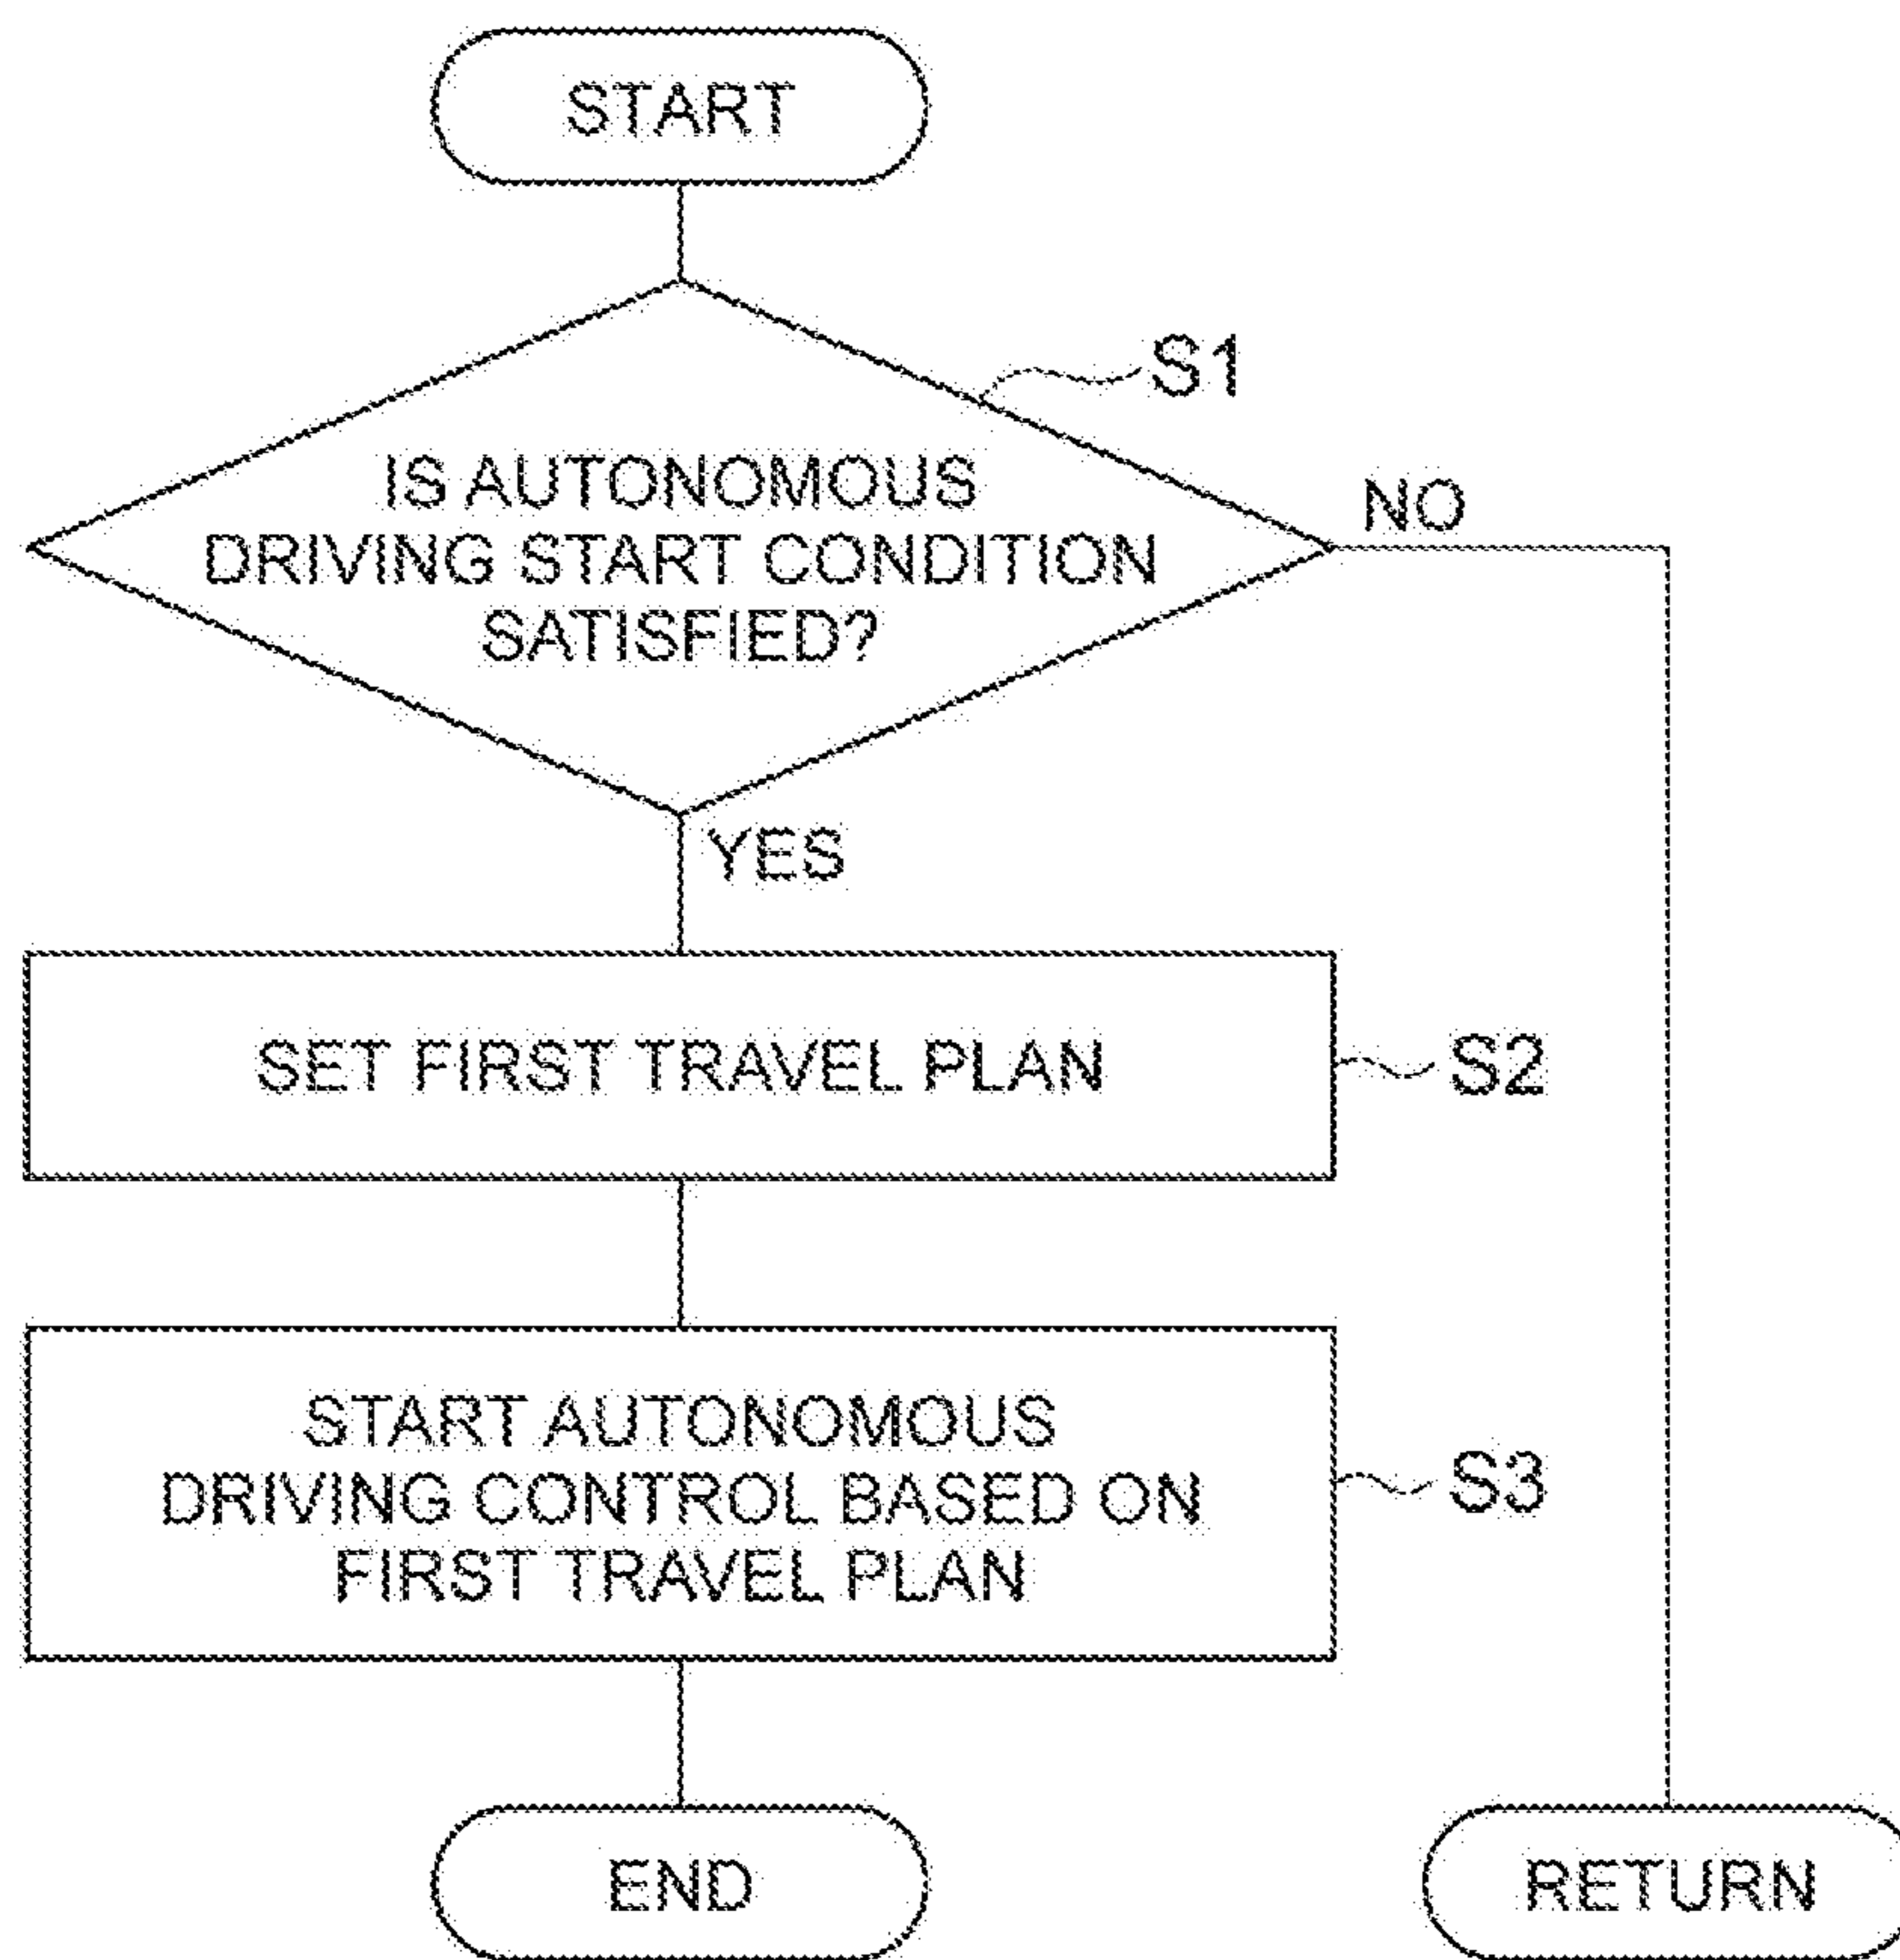 START
S1
IS AUTONOMOUS
DRIVING START CONDITION
SATISFIED?
NO
YES
SET FIRST TRAVEL PLAN
S2
START AUTONOMOUS
DRIVING CONTROL BASED ON
FIRST TRAVEL PLAN
S3
END
RETURN